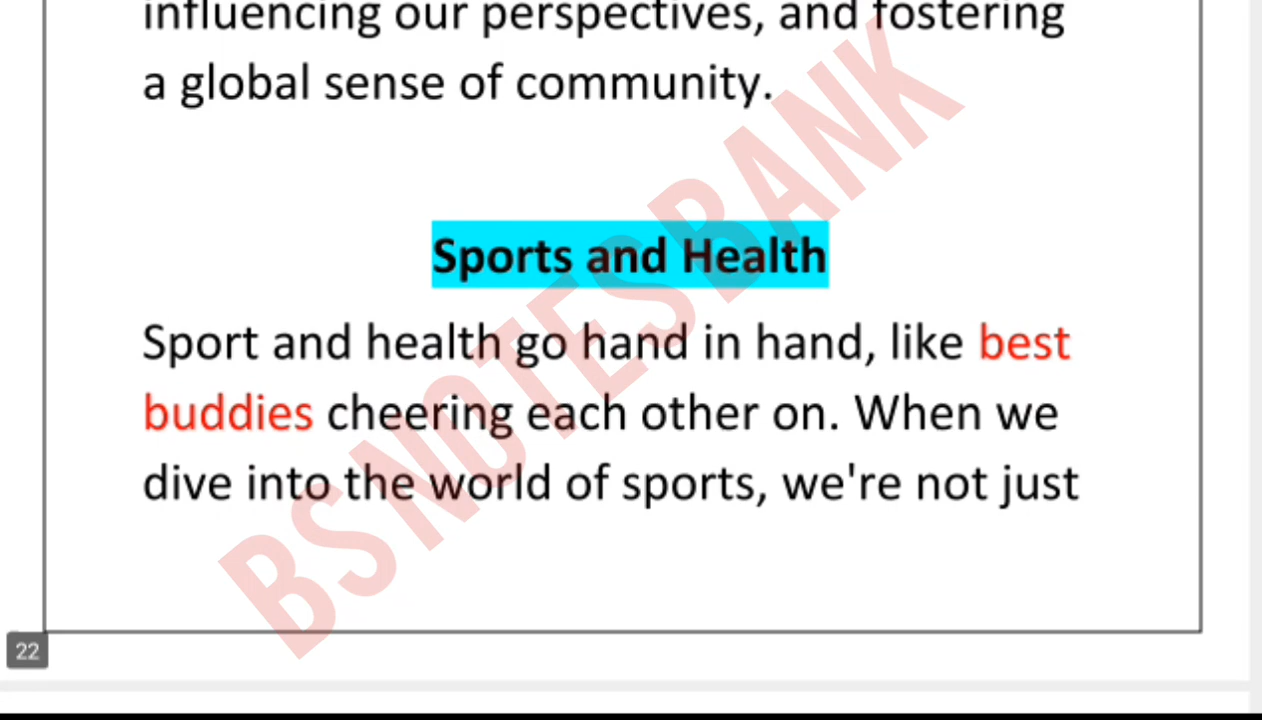 influencing our perspectives, and fostering
a global sense of community.
Sports and Health
Sport and health go hand in hand, like best
buddies cheering each other on. When we
dive into the world of sports, we're not just
BSNOTESBANK
22